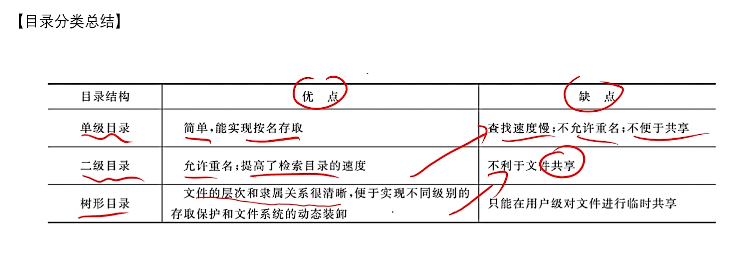 【目录分类总结】
目录结构 优 点 缺 点
单级目录 简单,能实现按名存取 查找速度慢;不允许重名;不便于共享
二级目录 允许重名;提高了检索目录的速度 不利于文件共享
树形目录 文件的层次和隶属关系很清晰,便于实现不同级别的
存取保护和文件系统的动态装卸 只能在用户级对文件进行临时共享